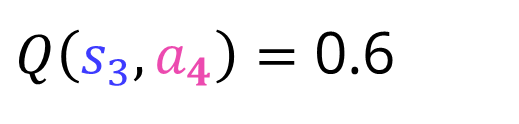 Q(s₃, a₄) = 0.6